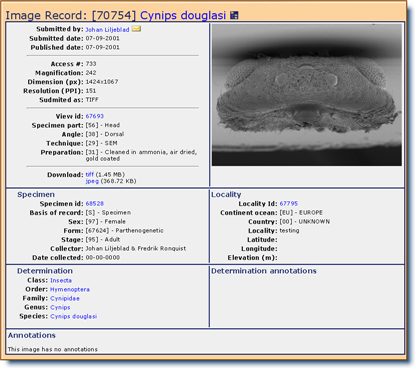 Image Record: [70754] Cynips douglasi
Submitted by: Johan Liljeblad
Submitted date: 07-09-2001
Published date: 07-09-2001
Access #: 733
Magnification: 242
Dimension (px): 1424x1067
Resolution (PPI): 151
Sudmited as: TIFF
View id: 67693
Specimen part: [56] - Head
Angle: [38] - Dorsal
Technique: [29] - SEM
Preparation: [31] - Cleaned in ammonia, air dried,
gold coated
Download: tiff (1.45 MB)
jpeg (368.72 KB)
Specimen
Specimen id: 68528
Basis of record: [S] - Specimen
Sex: [97] - Female
Form: [67624] - Parthenogenetic
Stage: [95] - Adult
Collector: Johan Liljeblad & Fredrik Ronquist
Date collected: 00-00-0000
Locality
Locality Id: 67795
Continent ocean: [EU] - EUROPE
Country: [00] - UNKNOWN
Locality: testing
Latitude:
Longitude:
Elevation (m):
Determination
Class: Insecta
Order: Hymenoptera
Family: Cynipidae
Genus: Cynips
Species: Cynips douglasi
Determination annotations
Annotations
This image has no annotations